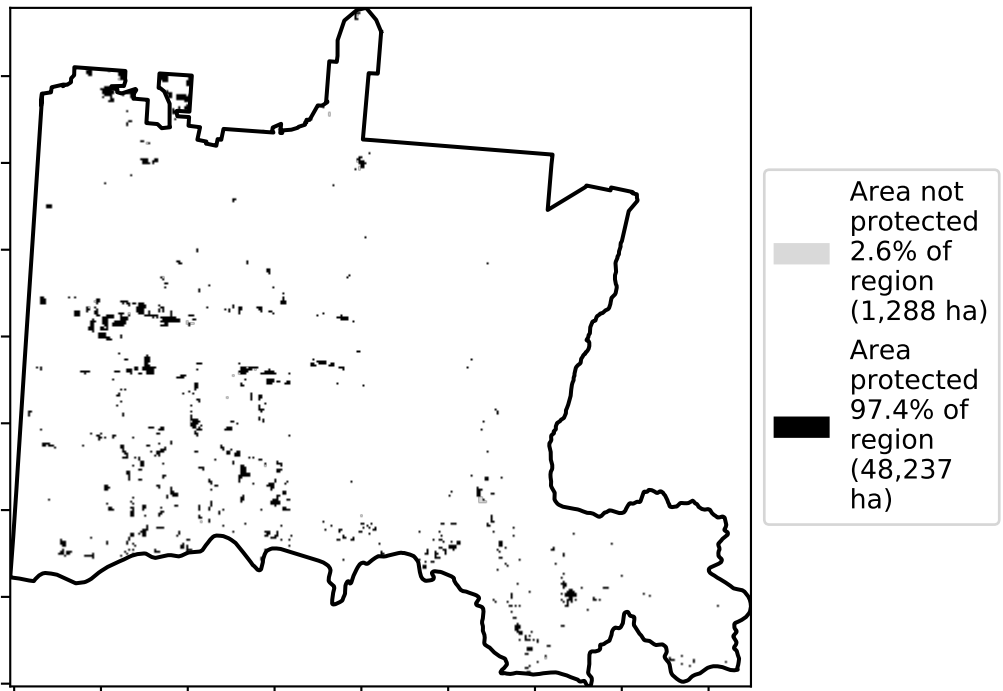 Area not
protected
2.6% of
region
(1,288 ha)
Area
protected
97.4% of
region
(48,237
ha)